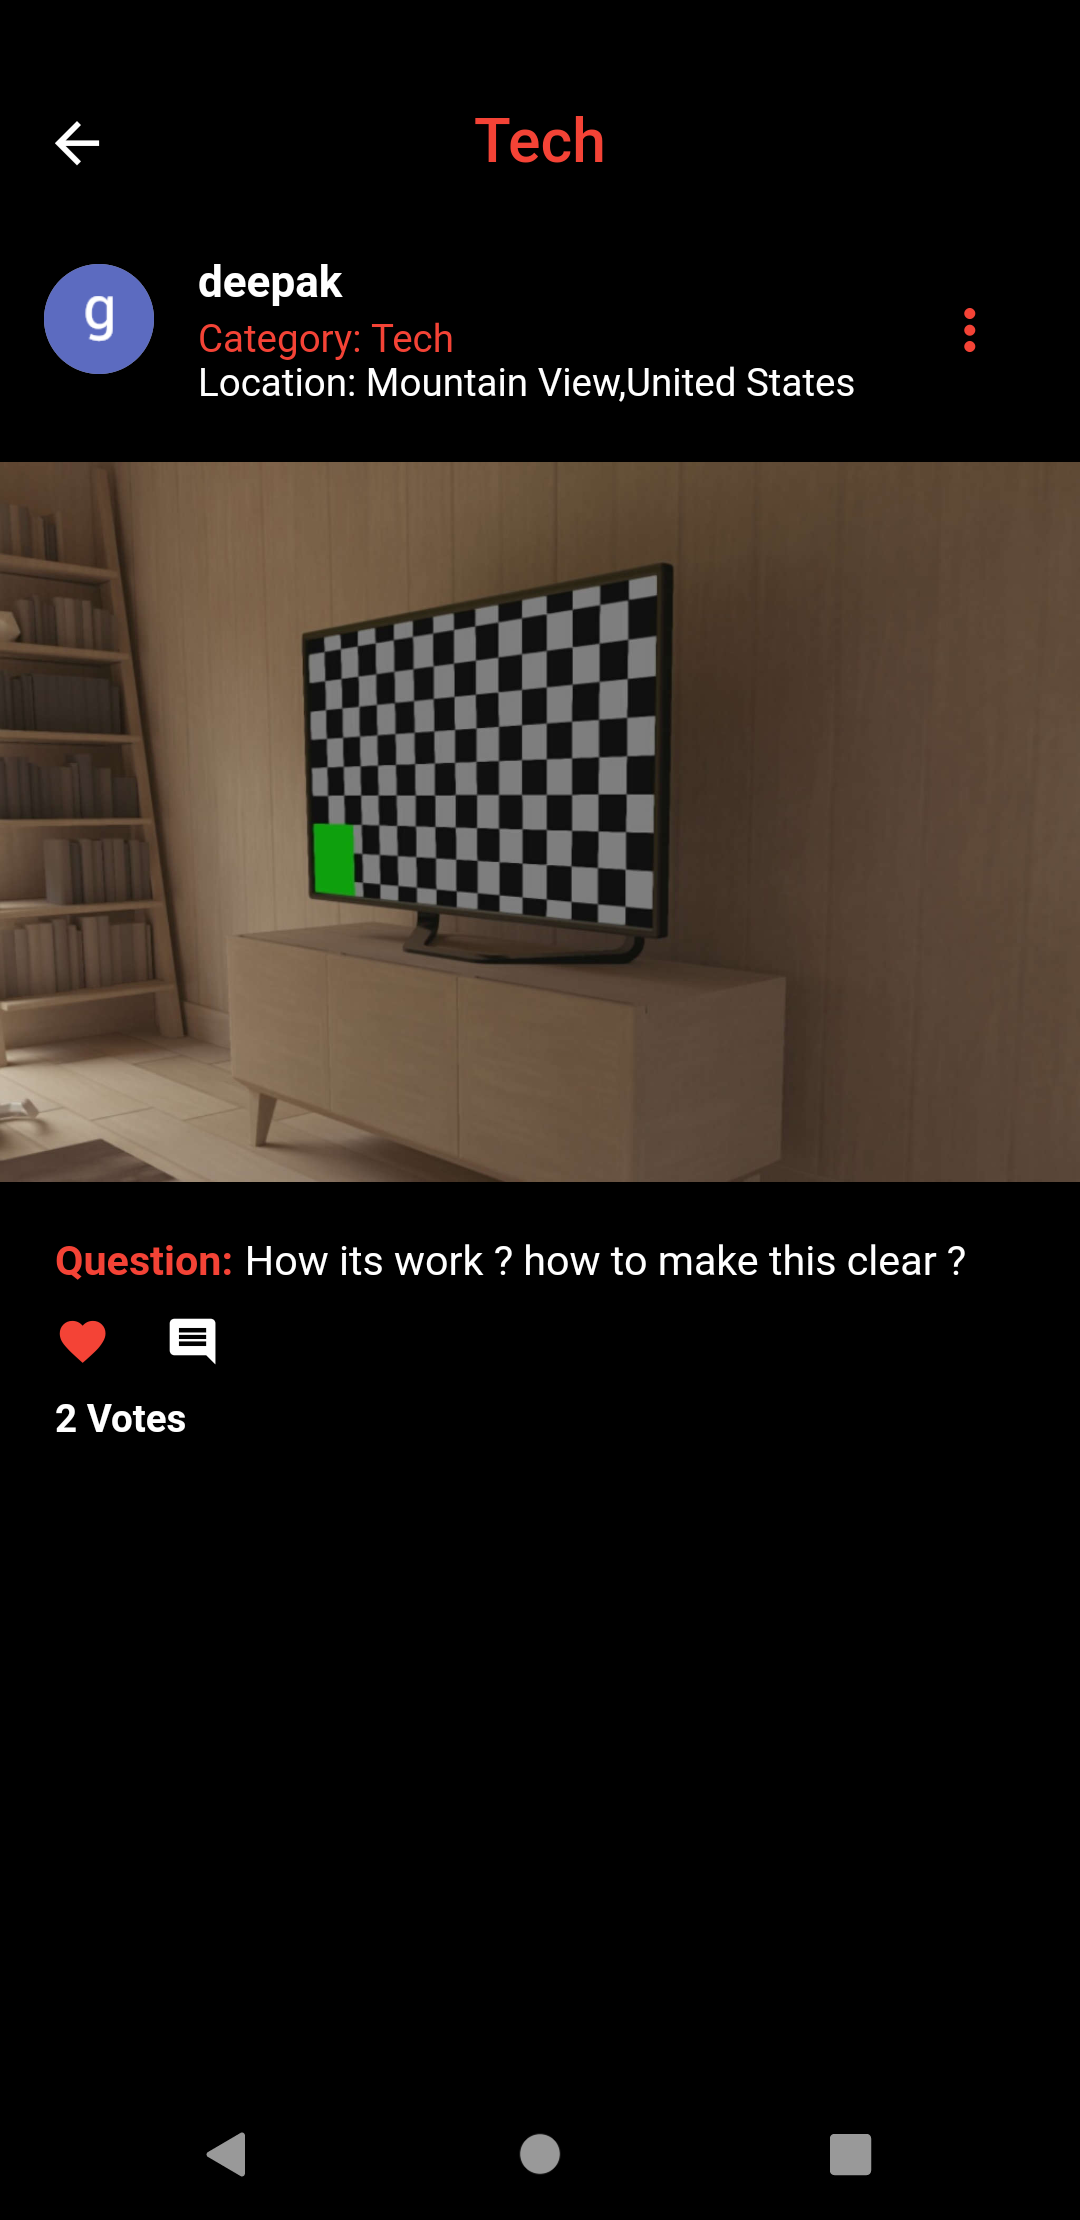 Tech
g
deepak
Category: Tech
Location: Mountain View,United States
Question: How its work ? how to make this clear ?
2 Votes